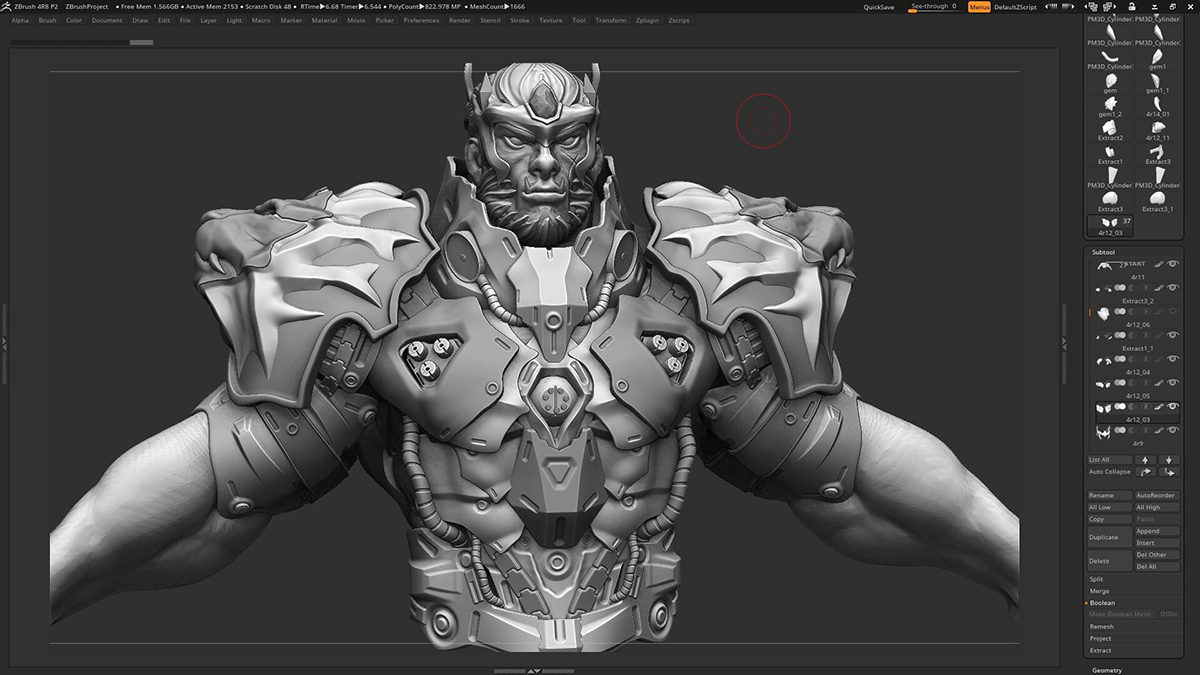 ZBrush 4R8 P2 ZBrushProject • Free Mem 1.566GB • Active Mem 2153 • Scratch Disk 48 • RTime▶6.68 Timer▶6.544 • PolyCount▶822.978 MP • MeshCount▶1666 QuickSave See-through 0 Menus DefaultZScript
Alpha Brush Color Document Draw Edit File Layer Light Macro Marker Material Movie Picker Preferences Render Stencil Stroke Texture Tool Transform Zplugin Zscript
PM3D_Cylinder. PM3D_Cylinder.
PM3D_Cylinder. PM3D_Cylinder.
PM3D_Cylinder. gem1
gem gem1_1
gem1_2 4r14_01
Extract2 4r12_11
Extract1 Extract3
PM3D_Cylinder. PM3D_Cylinder.
Extract3 Extract3_1
37
4r12_03
Subtool
START
4r11
Extract3_2
4r12_06
Extract1_1
4r12_04
4r12_05
4r12_03
4r9
List All
Auto Collapse
Rename AutoReorder
All Low All High
Copy Paste
Duplicate Append
Insert
Delete Del Other
Del All
Split
Merge
Boolean
Make Boolean Mesh DSDiv
Remesh
Project
Extract
Geometry